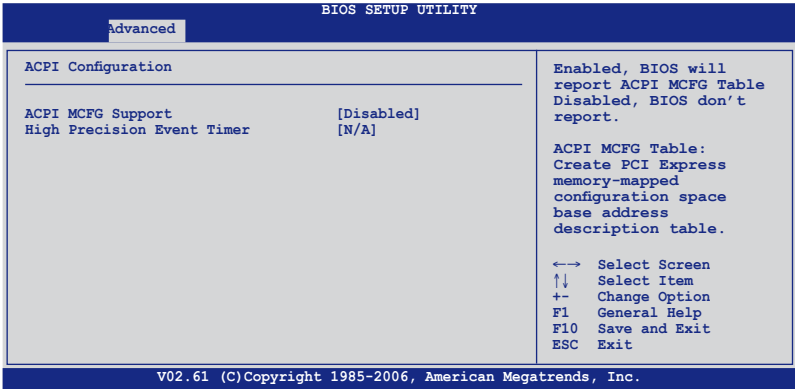 BIOS SETUP UTILITY
Advanced
ACPI Configuration
ACPI MCFG Support [Disabled]
High Precision Event Timer [N/A]
Enabled, BIOS will
report ACPI MCFG Table
Disabled, BIOS don’t
report.
ACPI MCFG Table:
Create PCI Express
memory-mapped
configuration space
base address
description table.
←→ Select Screen
↑↓ Select Item
+- Change Option
F1 General Help
F10 Save and Exit
ESC Exit
V02.61 (C)Copyright 1985-2006, American Megatrends, Inc.